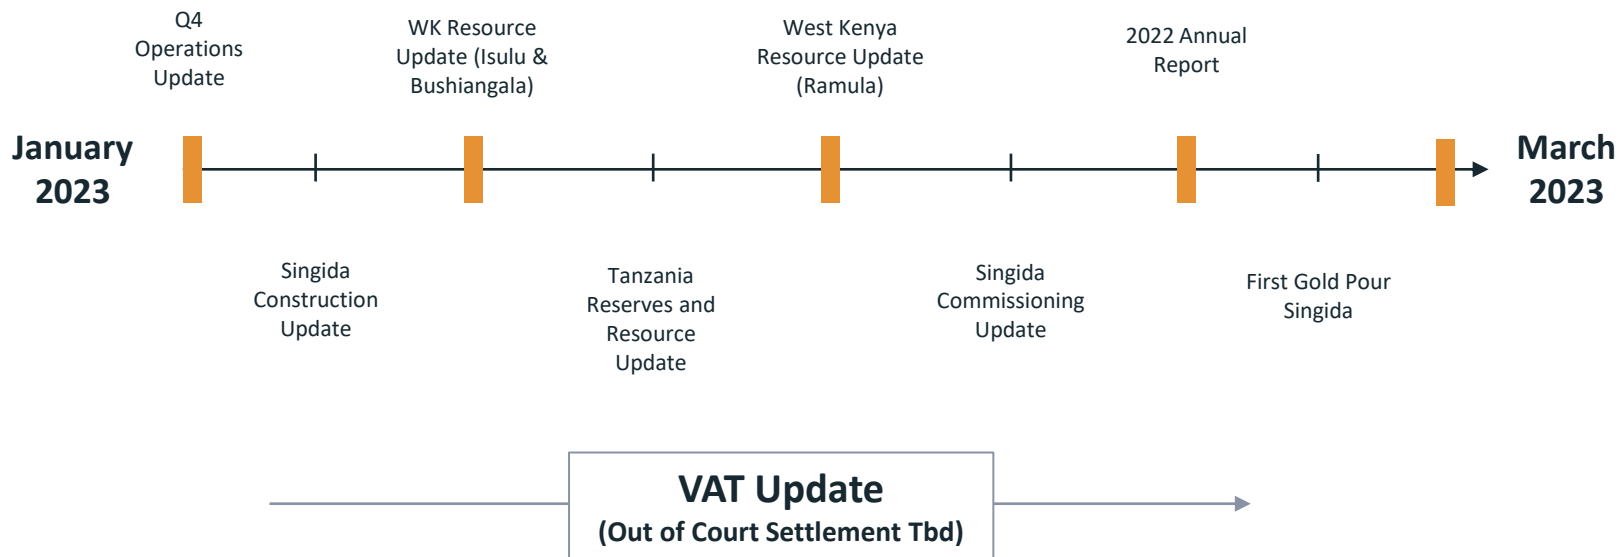 Q4
Operations
Update
WK Resource
Update (Isulu &
Bushiangala)
West Kenya
Resource Update
(Ramula)
2022 Annual
Report
January
2023
March
2023
Singida
Construction
Update
Tanzania
Reserves and
Resource
Update
Singida
Commissioning
Update
First Gold Pour
Singida
VAT Update
(Out of Court Settlement Tbd)